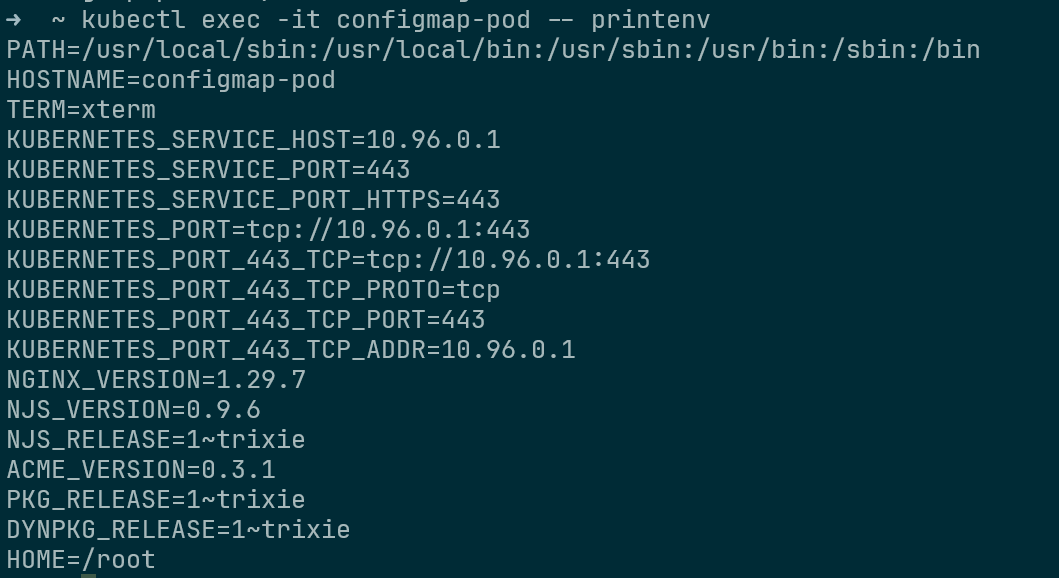 ➜  ~ kubectl exec -it configmap-pod -- printenv
PATH=/usr/local/sbin:/usr/local/bin:/usr/sbin:/usr/bin:/sbin:/bin
HOSTNAME=configmap-pod
TERM=xterm
KUBERNETES_SERVICE_HOST=10.96.0.1
KUBERNETES_SERVICE_PORT=443
KUBERNETES_SERVICE_PORT_HTTPS=443
KUBERNETES_PORT=tcp://10.96.0.1:443
KUBERNETES_PORT_443_TCP=tcp://10.96.0.1:443
KUBERNETES_PORT_443_TCP_PROTO=tcp
KUBERNETES_PORT_443_TCP_PORT=443
KUBERNETES_PORT_443_TCP_ADDR=10.96.0.1
NGINX_VERSION=1.29.7
NJS_VERSION=0.9.6
NJS_RELEASE=1~trixie
ACME_VERSION=0.3.1
PKG_RELEASE=1~trixie
DYNPKG_RELEASE=1~trixie
HOME=/root